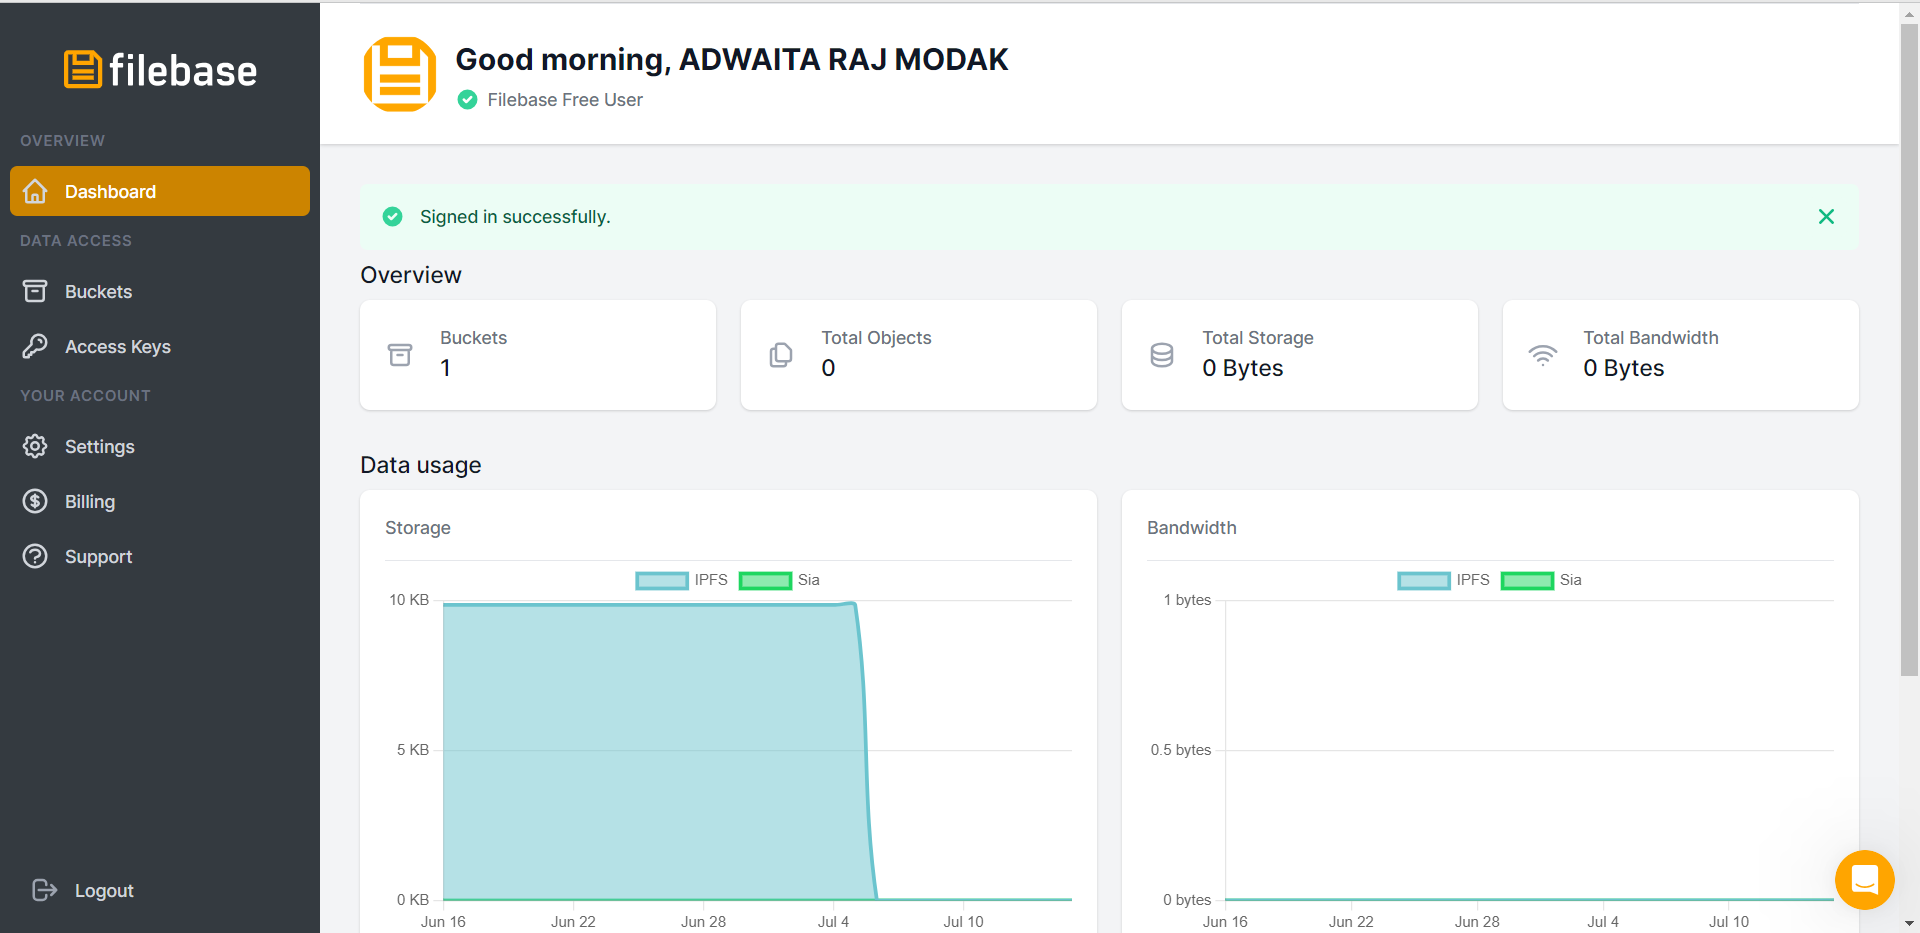 filebase
OVERVIEW
Dashboard
DATA ACCESS
Buckets
Access Keys
YOUR ACCOUNT
Settings
Billing
Support
Logout
Good morning, ADWAITA RAJ MODAK
Filebase Free User
Signed in successfully.
Overview
Buckets
1
Total Objects
0
Total Storage
0 Bytes
Total Bandwidth
0 Bytes
Data usage
Storage
IPFS Sia
10 KB
5 KB
0 KB
Jun 16 Jun 22 Jun 28 Jul 4 Jul 10
Bandwidth
IPFS Sia
1 bytes
0.5 bytes
0 bytes
Jun 16 Jun 22 Jun 28 Jul 4 Jul 10